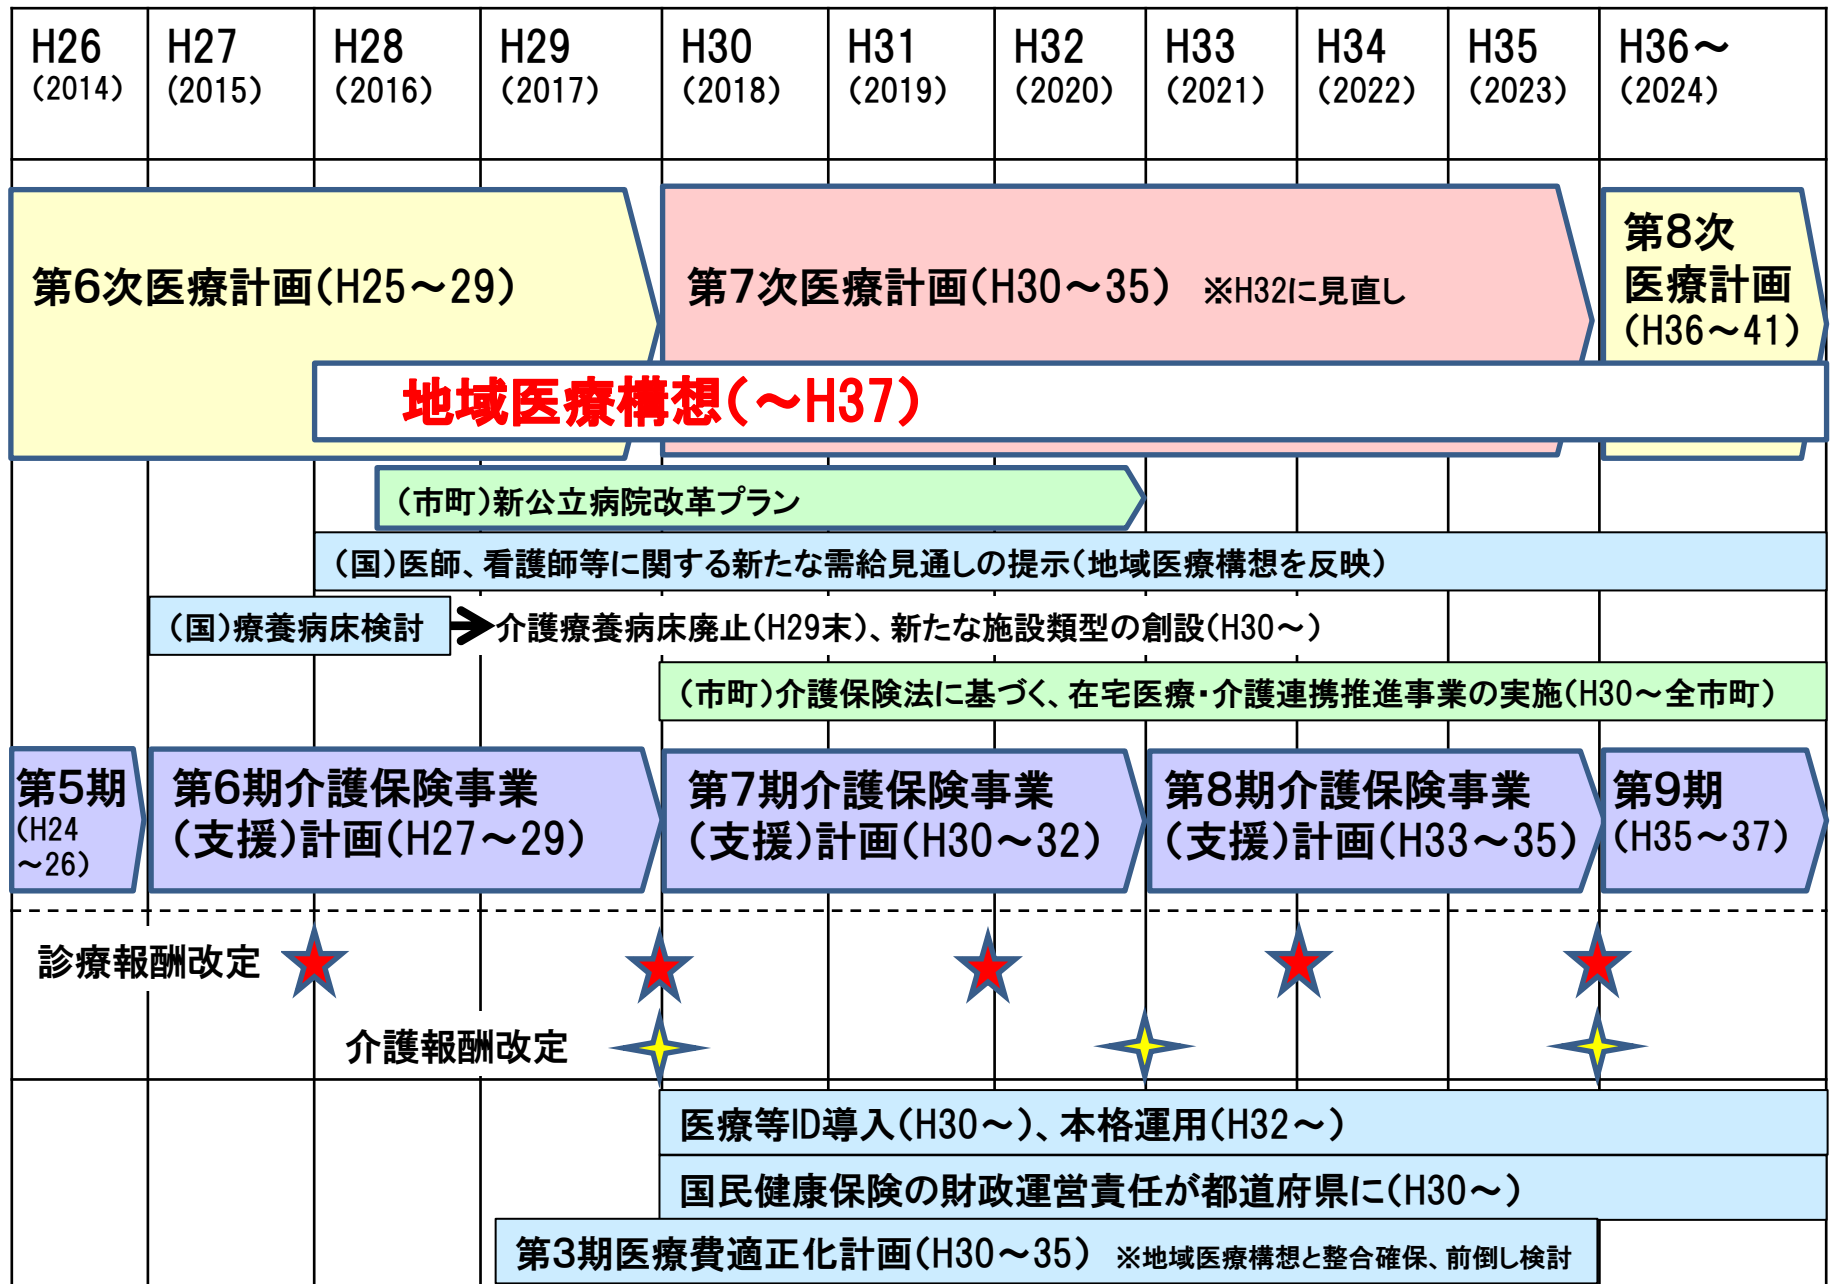 H26 H27 H28 H29 H30 H31 H32 H33 H34 H35 H36～
(2014) (2015) (2016) (2017) (2018) (2019) (2020) (2021) (2022) (2023) (2024)
第6次医療計画(H25～29)
第7次医療計画(H30～35) ※H32に見直し
第8次
医療計画
(H36～41)
地域医療構想(～H37)
(市町)新公立病院改革プラン
(国)医師、看護師等に関する新たな需給見通しの提示(地域医療構想を反映)
(国)療養病床検討
介護療養病床廃止(H29末)、新たな施設類型の創設(H30～)
(市町)介護保険法に基づく、在宅医療・介護連携推進事業の実施(H30～全市町)
第5期
(H24
～26)
第6期介護保険事業
(支援)計画(H27～29)
第7期介護保険事業
(支援)計画(H30～32)
第8期介護保険事業
(支援)計画(H33～35)
第9期
(H35～37)
診療報酬改定
介護報酬改定
医療等ID導入(H30～)、本格運用(H32～)
国民健康保険の財政運営責任が都道府県に(H30～)
第3期医療費適正化計画(H30～35) ※地域医療構想と整合確保、前倒し検討